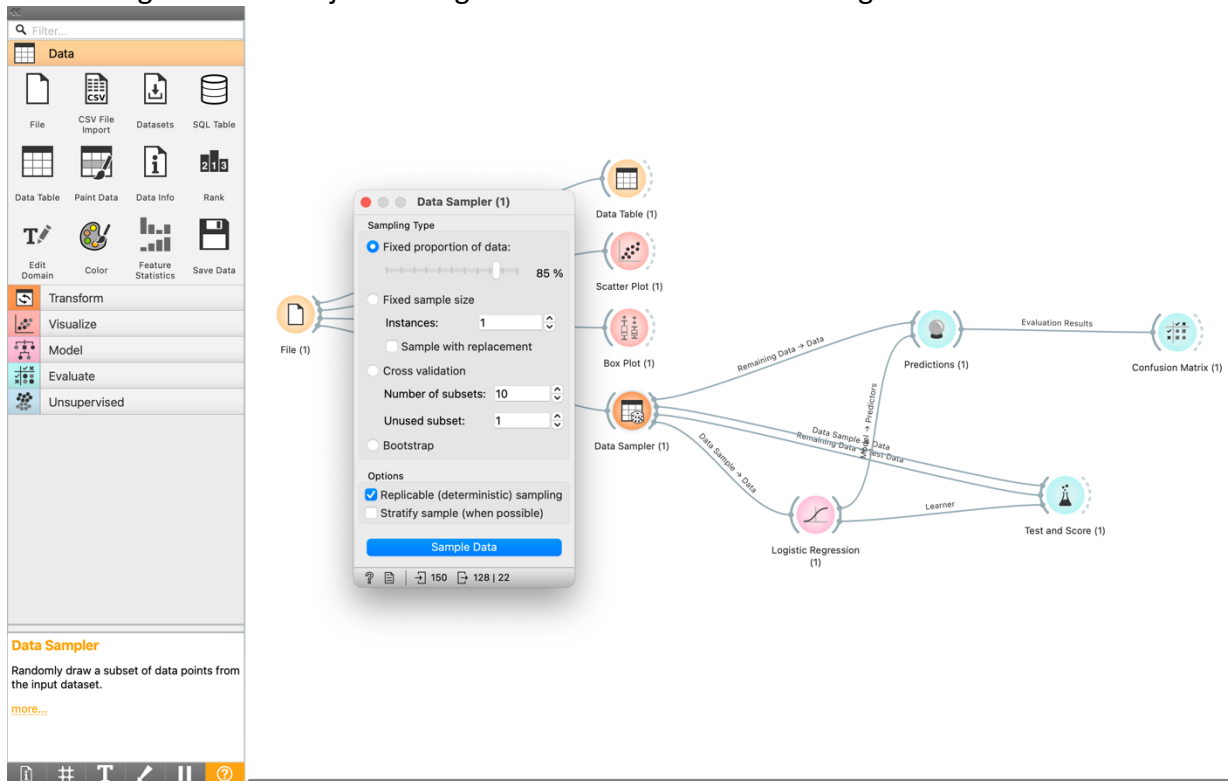 Filter...
Data
File
CSV File
Import
Datasets
SQL Table
Data Table
Paint Data
Data Info
Rank
Edit
Domain
Color
Feature
Statistics
Save Data
Transform
Visualize
Model
Evaluate
Unsupervised
Data Sampler
Randomly draw a subset of data points from
the input dataset.
more...
File (1)
Data Sampler (1)
Sampling Type
Fixed proportion of data:
85 %
Fixed sample size
Instances: 1
Sample with replacement
Cross validation
Number of subsets: 10
Unused subset: 1
Bootstrap
Options
Replicable (deterministic) sampling
Stratify sample (when possible)
Sample Data
150 128 | 22
Data Table (1)
Scatter Plot (1)
Box Plot (1)
Data Sampler (1)
Remaining Data → Data
Data Sample → Data
Remaining Data → Test Data
Data Sample → Data
Model → Predictors
Learner
Logistic Regression
(1)
Predictions (1)
Evaluation Results
Confusion Matrix (1)
Test and Score (1)